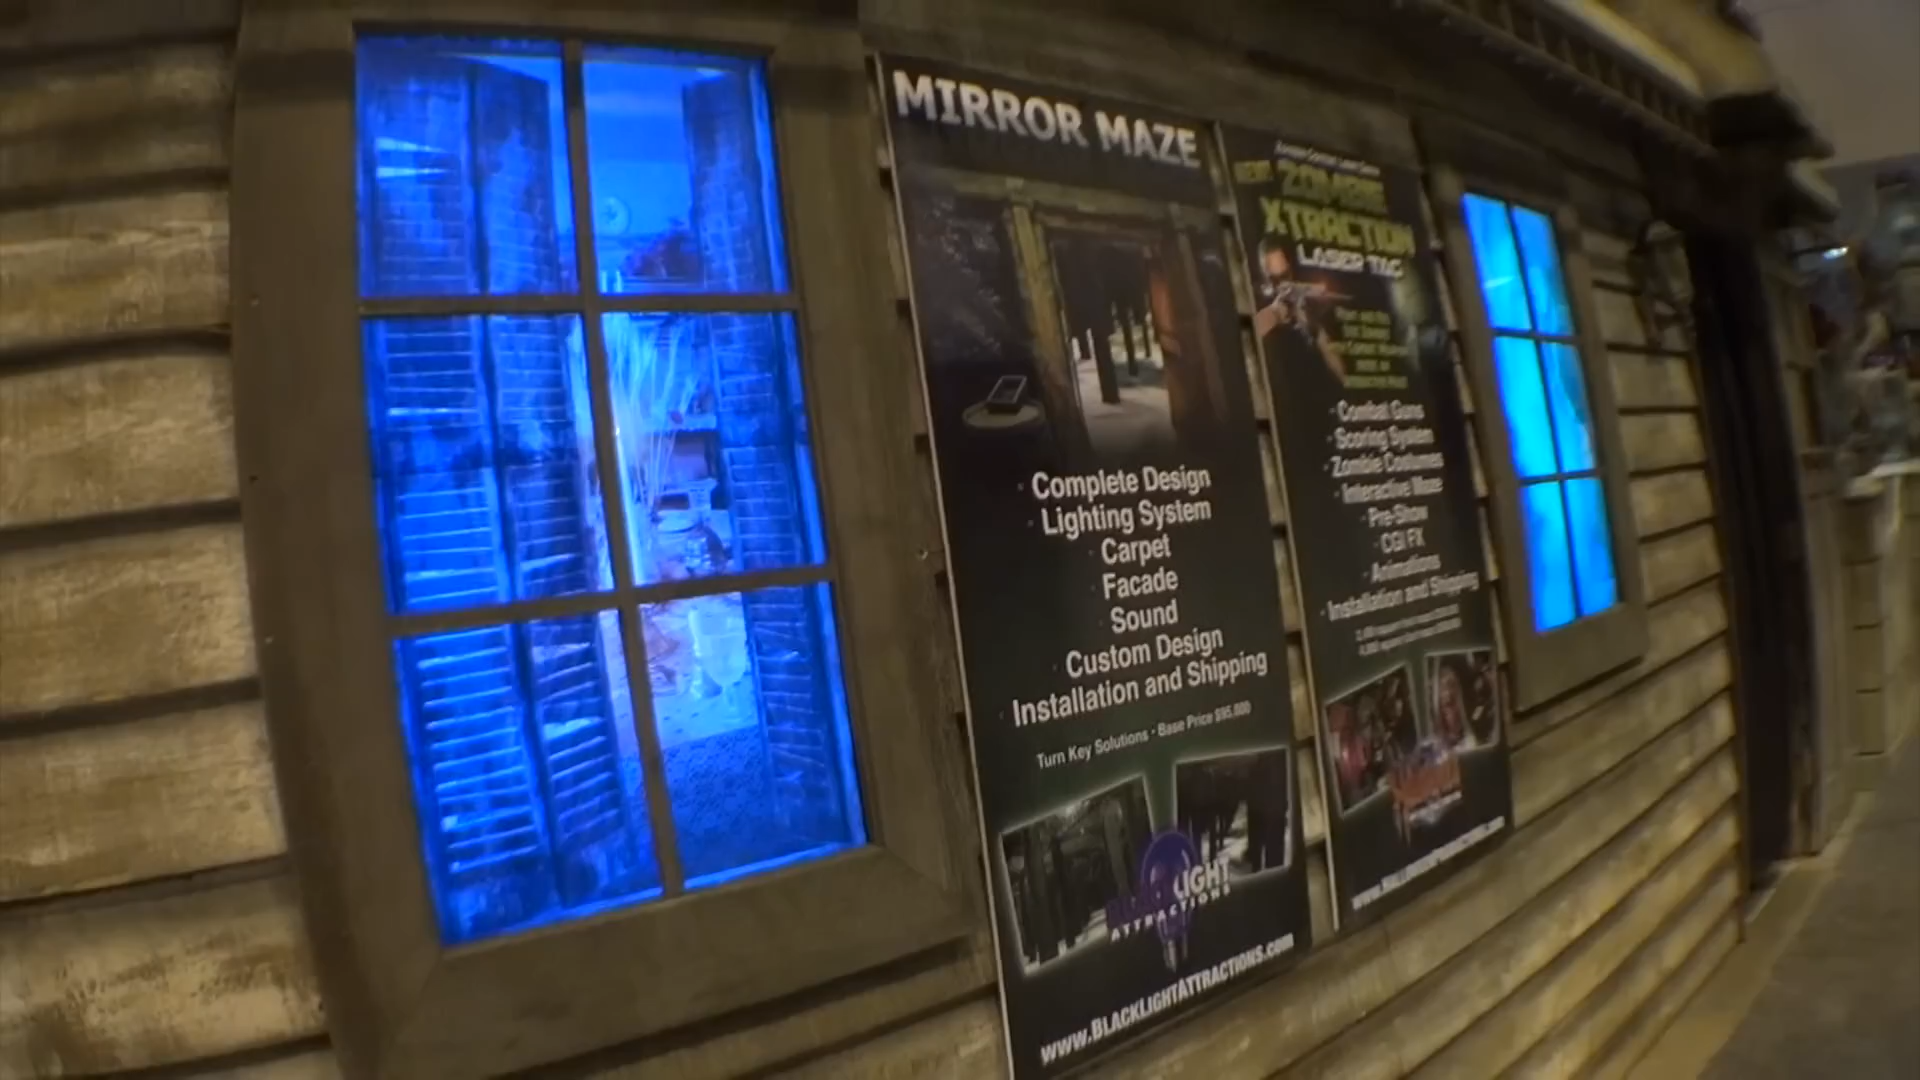 MIRROR MAZE
Complete Design
Lighting System
Carpet
Facade
Sound
Custom Design
Installation and Shipping
Turn Key Solutions · Base Price $95,800
LIGHT
ATTRACTIONS
www.BLACKLIGHTATTRACTIONS.com
ZOMBIE
XTRACTION
LASER TAG
· Combat Guns
· Scoring System
· Zombie Costumes
· Interactive Maze
· Pre-Show
· CGI FX
· Animations
· Installation and Shipping